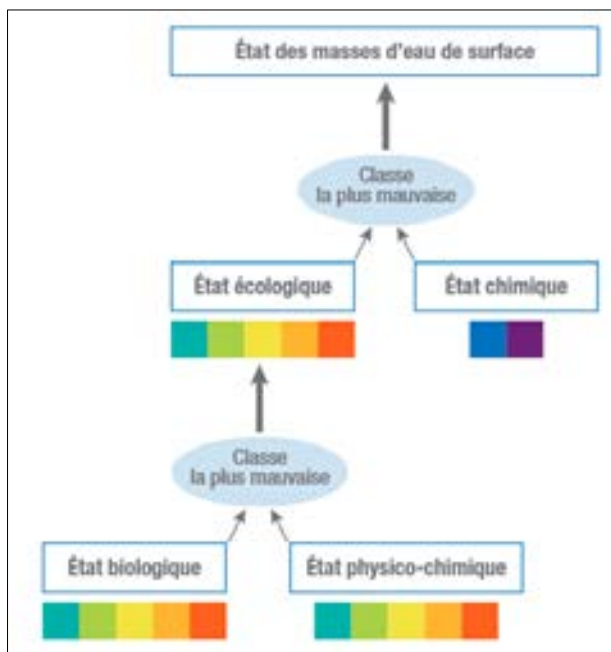 État des masses d'eau de surface
Classe
la plus mauvaise
État écologique
État chimique
Classe
la plus mauvaise
État biologique
État physico-chimique